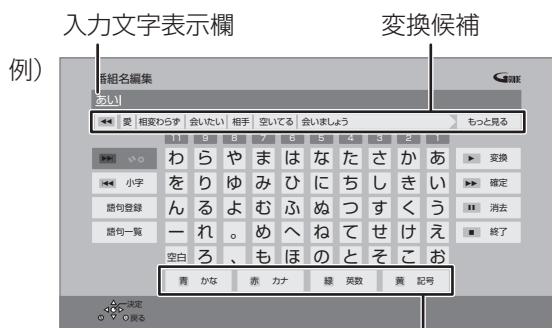 入力文字表示欄 変換候補
例）
番組名編集 GGUIDE
あい
◀◀ 愛 相変わらず 会いたい 相手 空いてる 会いましょう もっと見る
11 9 8 7 6 5 4 3 2 1
▶▶ わ ら や ま は な た さ か あ ▶ 変換
|◀◀ 小字 を り ゆ み ひ に ち し き い ▶▶ 確定
語句登録 ん る よ む ふ ぬ つ す く う 消去
語句一覧 ー れ 。 め へ ね て せ け え ■ 終了
空白 ろ 、 も ほ の と そ こ お
青 かな 赤 カナ 緑 英数 黄 記号
決定
戻る